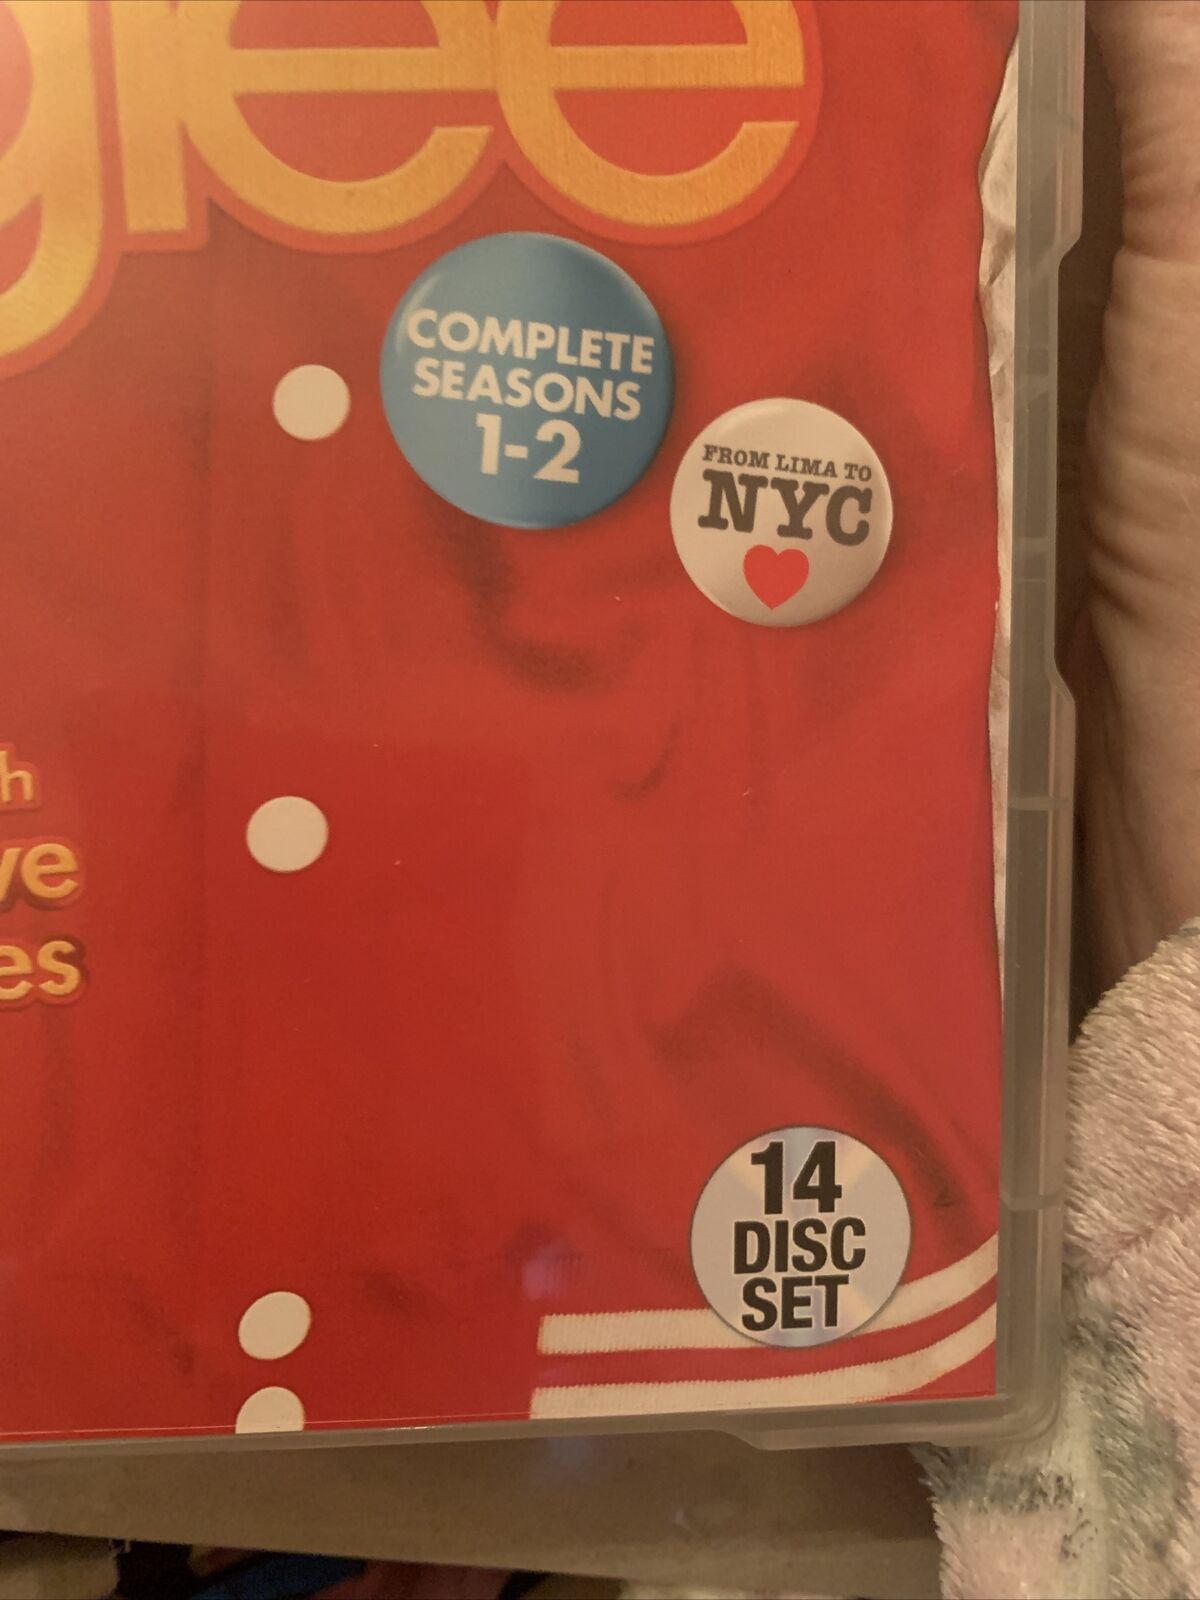 glee
COMPLETE
SEASONS
1-2
FROM LIMA TO
NYC
14
DISC
SET